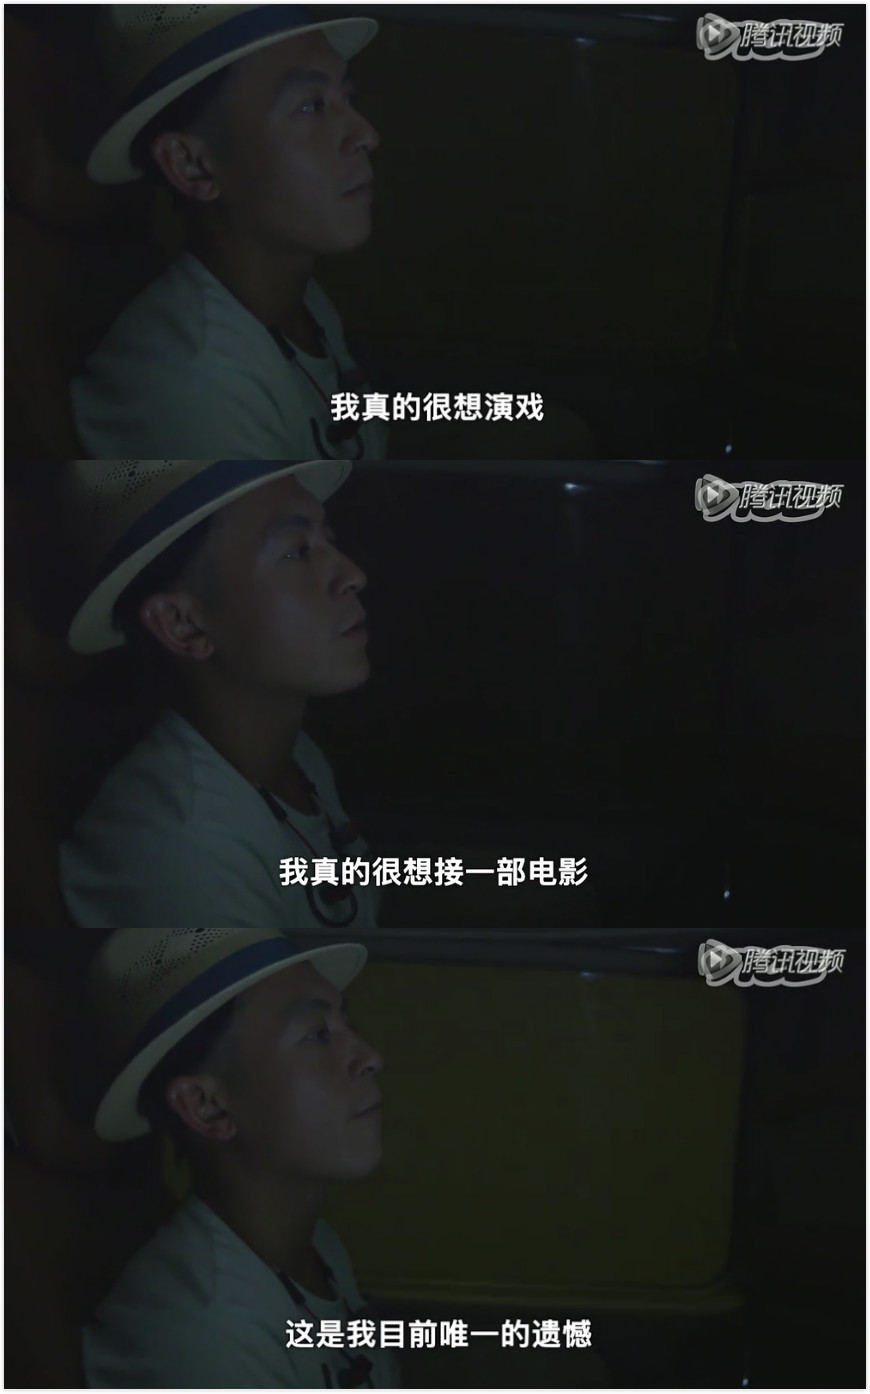 腾讯视频
我真的很想演戏
腾讯视频
我真的很想接一部电影
腾讯视频
这是我目前唯一的遗憾